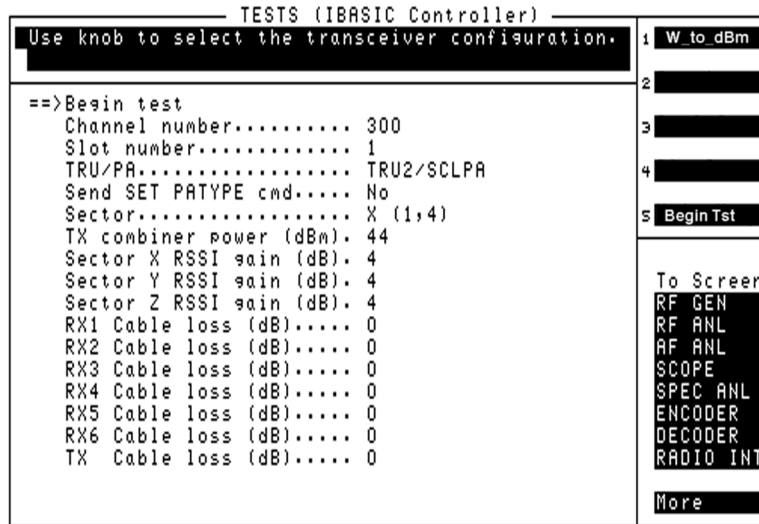 TESTS (IBASIC Controller)
Use knob to select the transceiver configuration.
==>Begin test
Channel number.......... 300
Slot number............. 1
TRU/PA.................. TRU2/SCLPA
Send SET PATYPE cmd..... No
Sector.................. X (1,4)
TX combiner power (dBm). 44
Sector X RSSI gain (dB). 4
Sector Y RSSI gain (dB). 4
Sector Z RSSI gain (dB). 4
RX1 Cable loss (dB)..... 0
RX2 Cable loss (dB)..... 0
RX3 Cable loss (dB)..... 0
RX4 Cable loss (dB)..... 0
RX5 Cable loss (dB)..... 0
RX6 Cable loss (dB)..... 0
TX  Cable loss (dB)..... 0
1 W_to_dBm
2
3
4
5 Begin Tst
To Screen
RF GEN
RF ANL
AF ANL
SCOPE
SPEC ANL
ENCODER
DECODER
RADIO INT
More